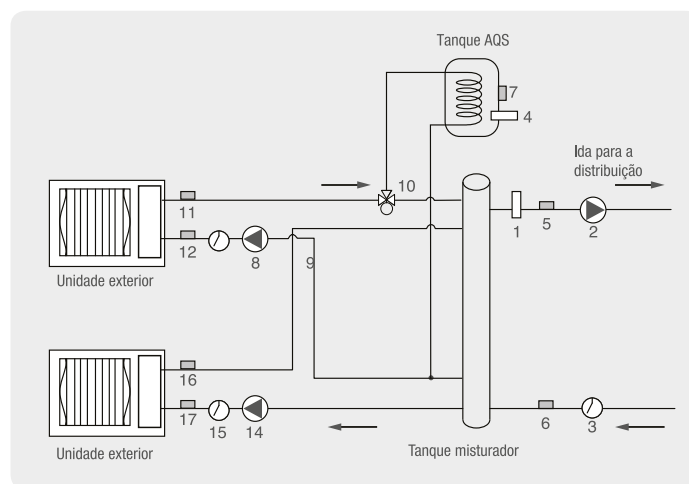 Tanque AQS
7
4
Ida para a
distribuição
10
11
1
5
2
12
8
9
Unidade exterior
16
17
15
14
6
3
Tanque misturador
Unidade exterior